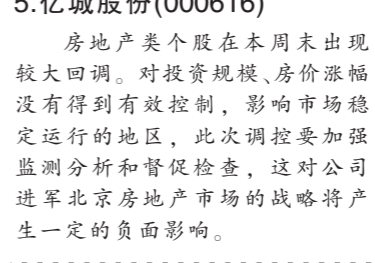 5.亿城股份(000616)
房地产类个股在本周末出现
较大回调。对投资规模、房价涨幅
没有得到有效控制，影响市场稳
定运行的地区，此次调控要加强
监测分析和督促检查，这对公司
进军北京房地产市场的战略将产
生一定的负面影响。